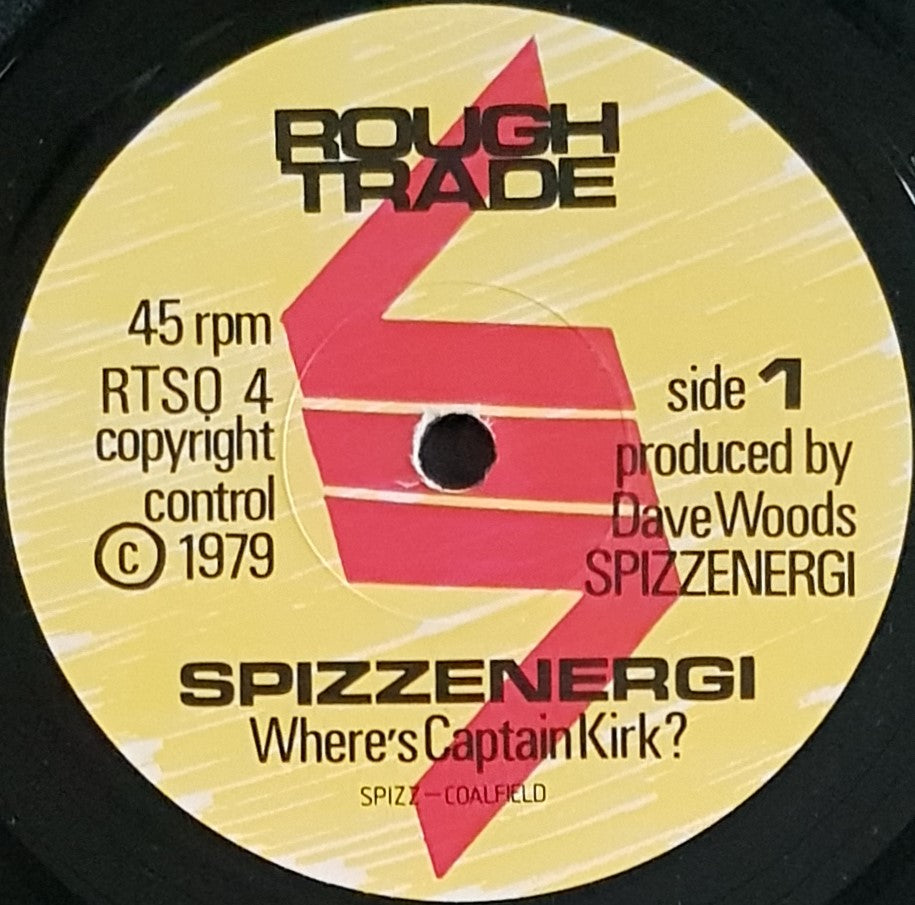 ROUGH
TRADE
45 rpm
RTSO 4
copyright
control
© 1979
side 1
produced by
Dave Woods
SPIZZENERGI
SPIZZENERGI
Where's Captain Kirk?
SPIZZ—COALFIELD